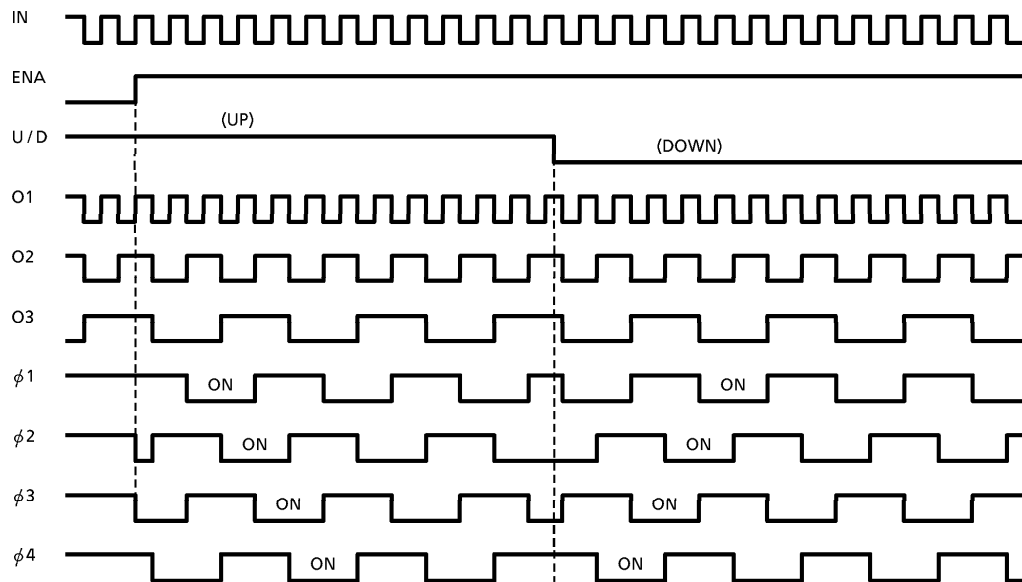 IN
ENA
(UP)
U / D
(DOWN)
O1
O2
O3
ϕ1 ON ON
ϕ2 ON ON
ϕ3 ON ON
ϕ4 ON ON